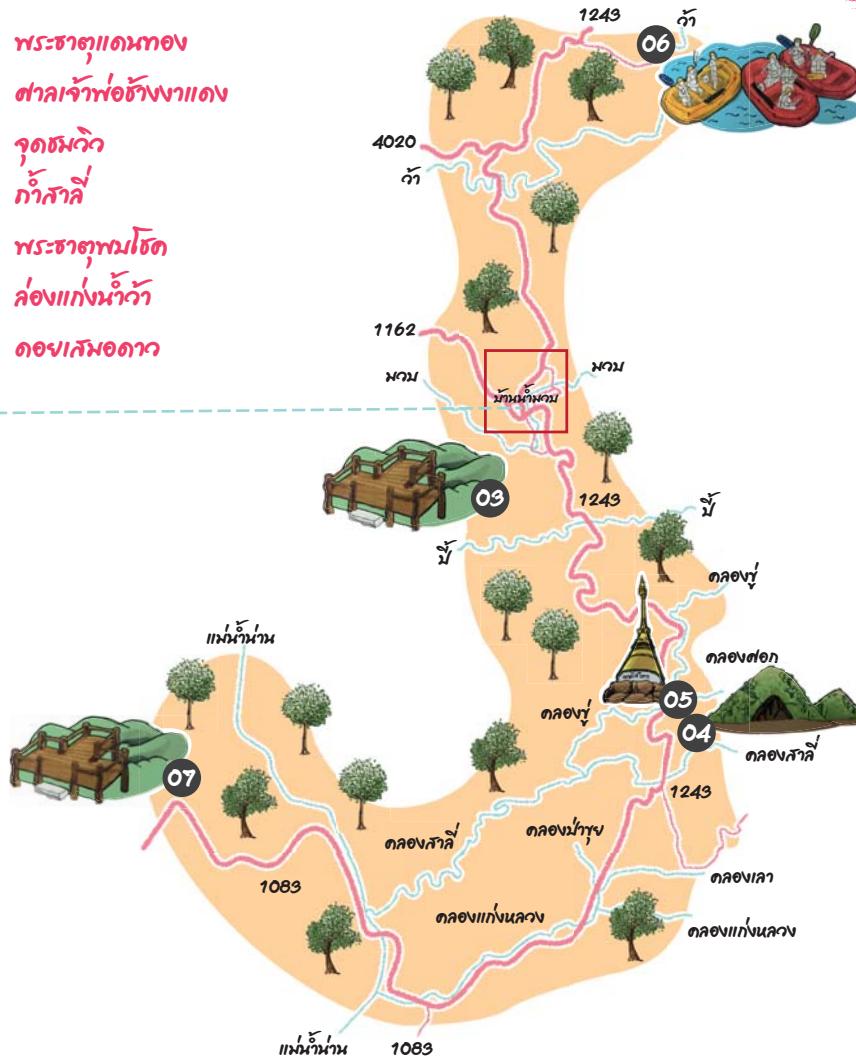 พระธาตุแดนทอง
ศาลเจ้าพ่อช้างงาแดง
จุดชมวิว
ถ้ำสาลี่
พระธาตุพบโชค
ล่องแก่งน้ำว้า
ดอยเสมอดาว
1243
06
ว้า
4020
ว้า
1162
มวบ
มวบ
บ้านน้ำมวบ
03
1243
ปี้
ปี้
คลองขู่
แม่น้ำน่าน
คลองศอก
05
คลองขู่
04
คลองสาลี่
07
1243
คลองป่าขุย
คลองสาลี่
1083
คลองเลา
คลองแก่งหลวง
คลองแก่งหลวง
แม่น้ำน่าน
1083